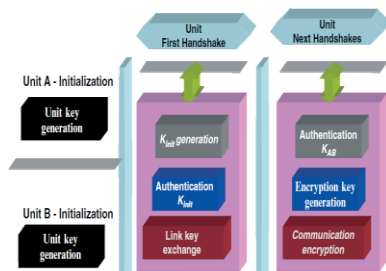 Unit
First Handshake
Unit
Next Handshakes
Unit A - Initialization
Unit key
generation
K_Init generation
Authentication
K_Init
Link key
exchange
Authentication
K_AB
Encryption key
generation
Communication
encryption
Unit B - Initialization
Unit key
generation